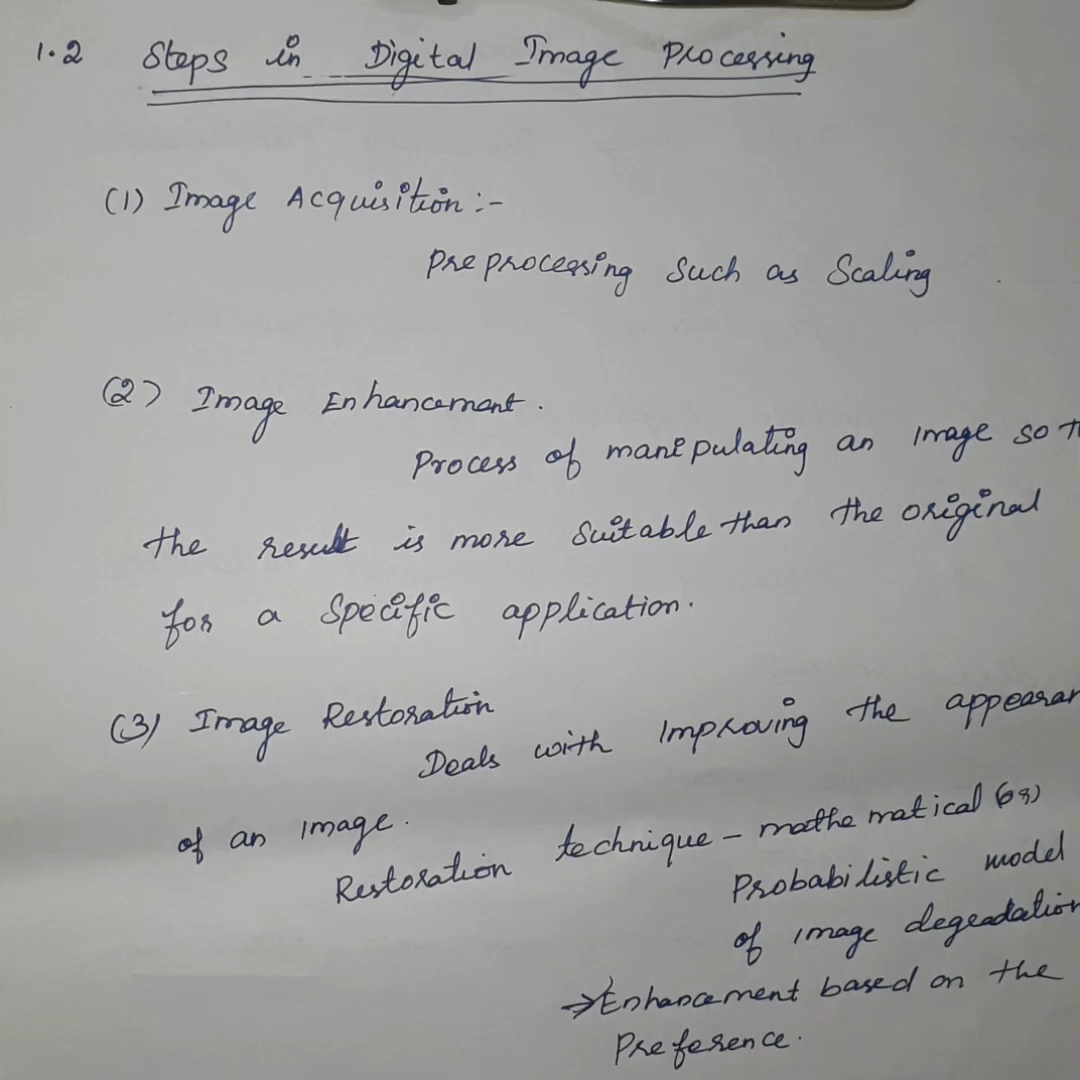 1.2 Steps in Digital Image Processing
(1) Image Acquisition :-
Preprocessing Such as Scaling
(2) Image Enhancement.
Process of manipulating an image so th
the result is more Suitable than the original
for a Specific application.
(3) Image Restoration
Deals with Improving the appearan
of an image.
Restoration technique - mathematical (or)
Probabilistic model
of image degradation
→ Enhancement based on the
Preference.